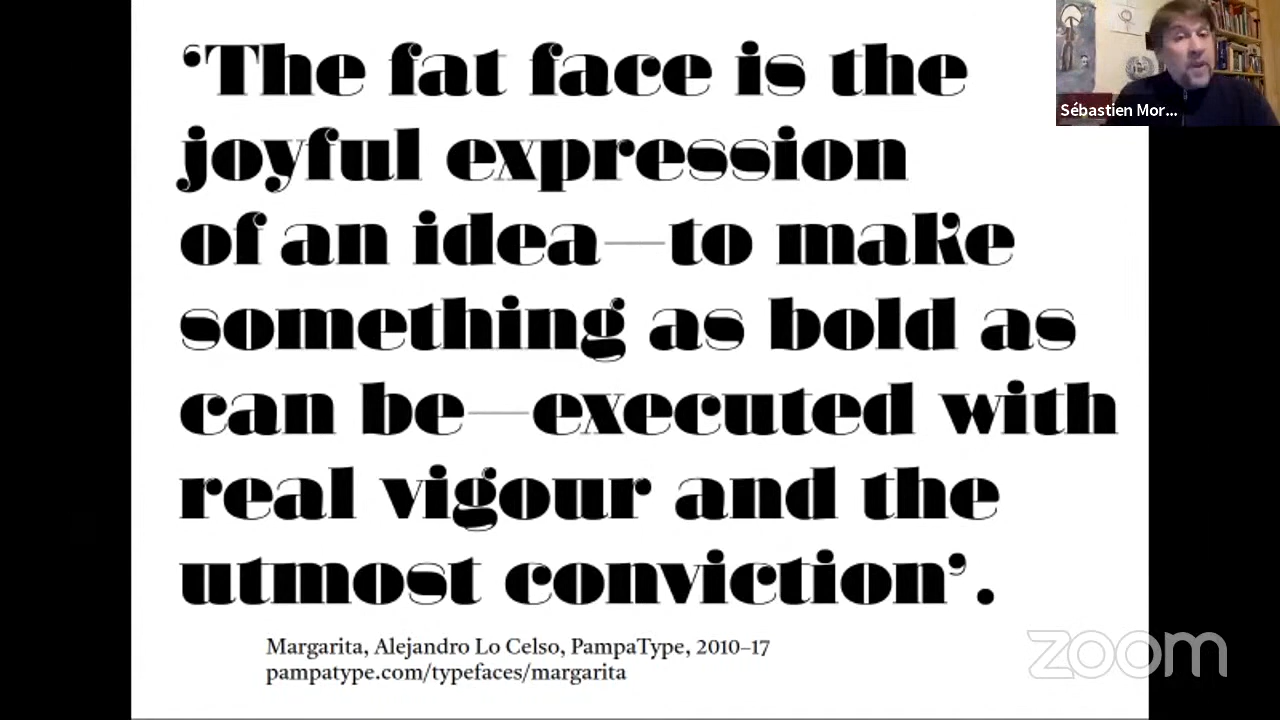 ‘The fat face is the
joyful expression
of an idea—to make
something as bold as
can be—executed with
real vigour and the
utmost conviction’.
Margarita, Alejandro Lo Celso, PampaType, 2010–17
pampatype.com/typefaces/margarita
Sébastien Mor...
zoom